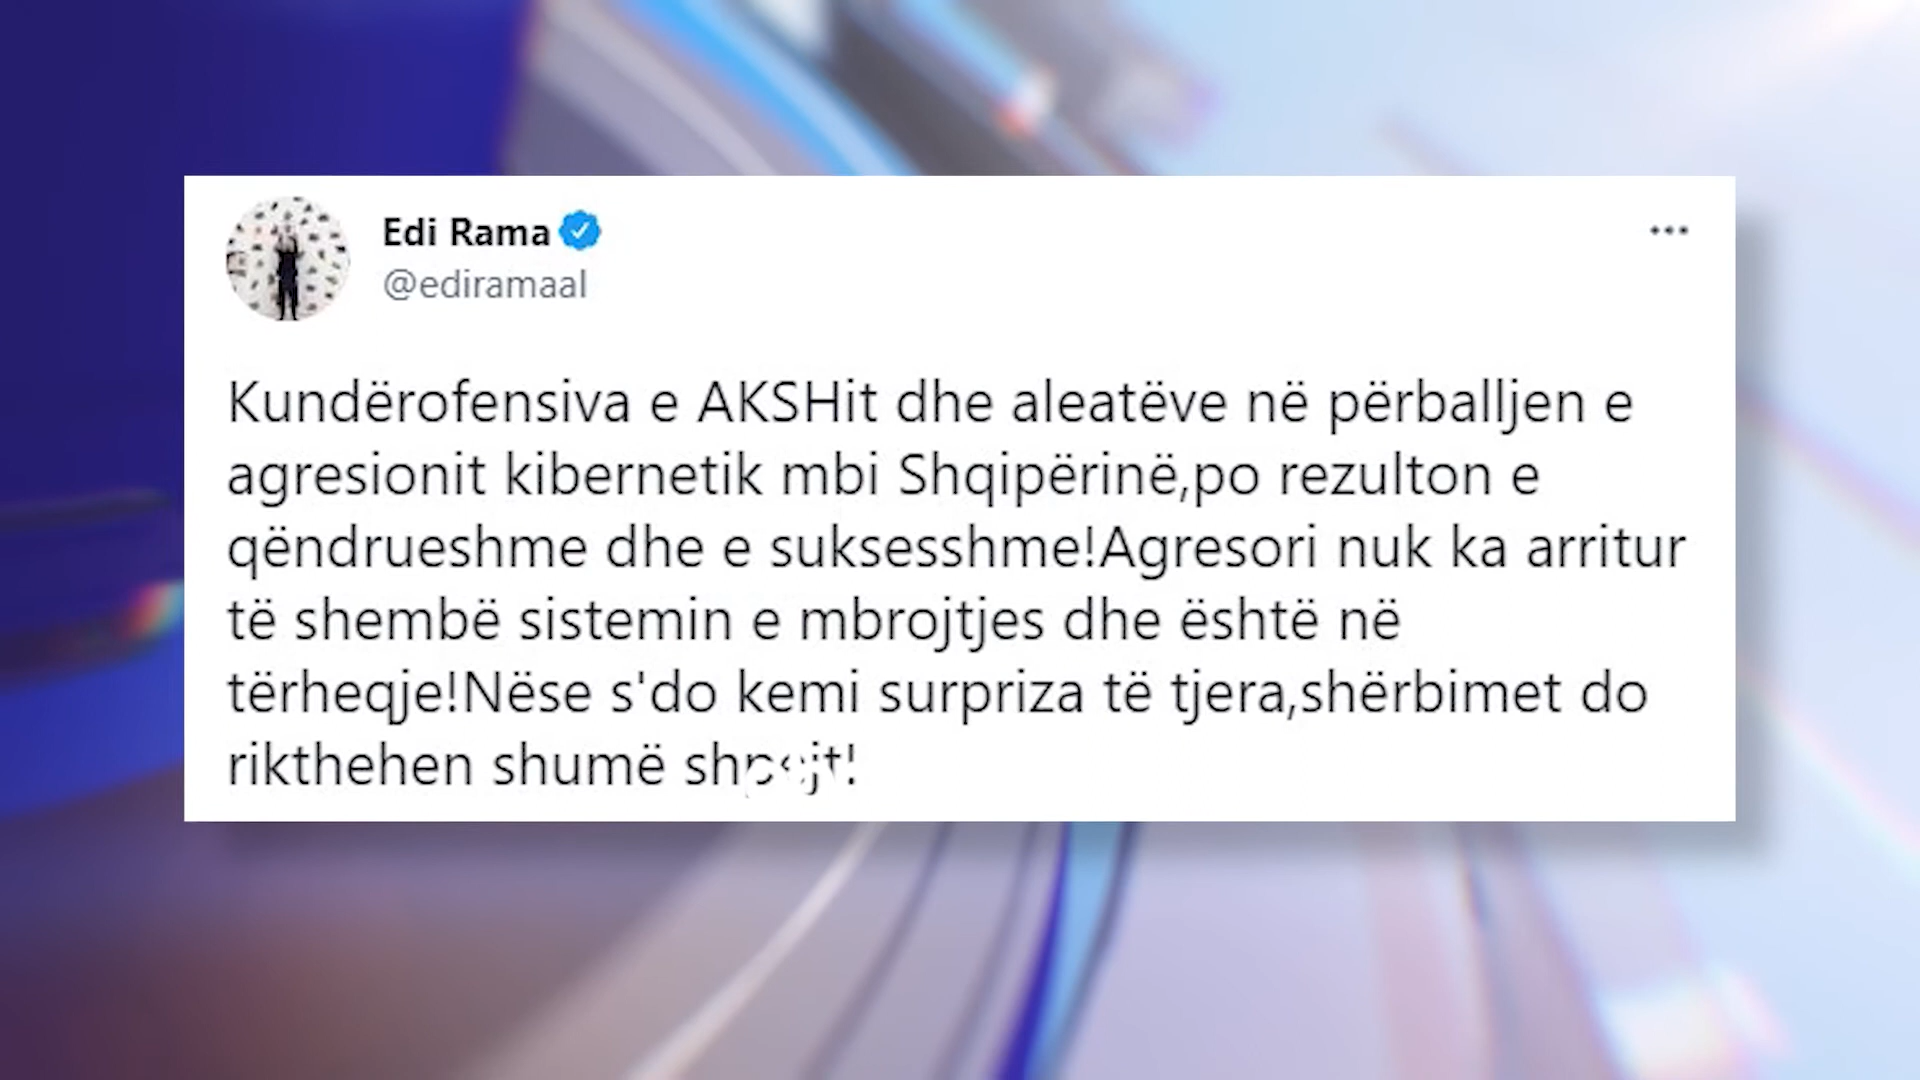 Edi Rama
@ediramaal
Kundërofensiva e AKSHit dhe aleatëve në përballjen e
agresionit kibernetik mbi Shqipërinë,po rezulton e
qëndrueshme dhe e suksesshme!Agresori nuk ka arritur
të shembë sistemin e mbrojtjes dhe është në
tërheqje!Nëse s'do kemi surpriza të tjera,shërbimet do
rikthehen shumë shpejt!